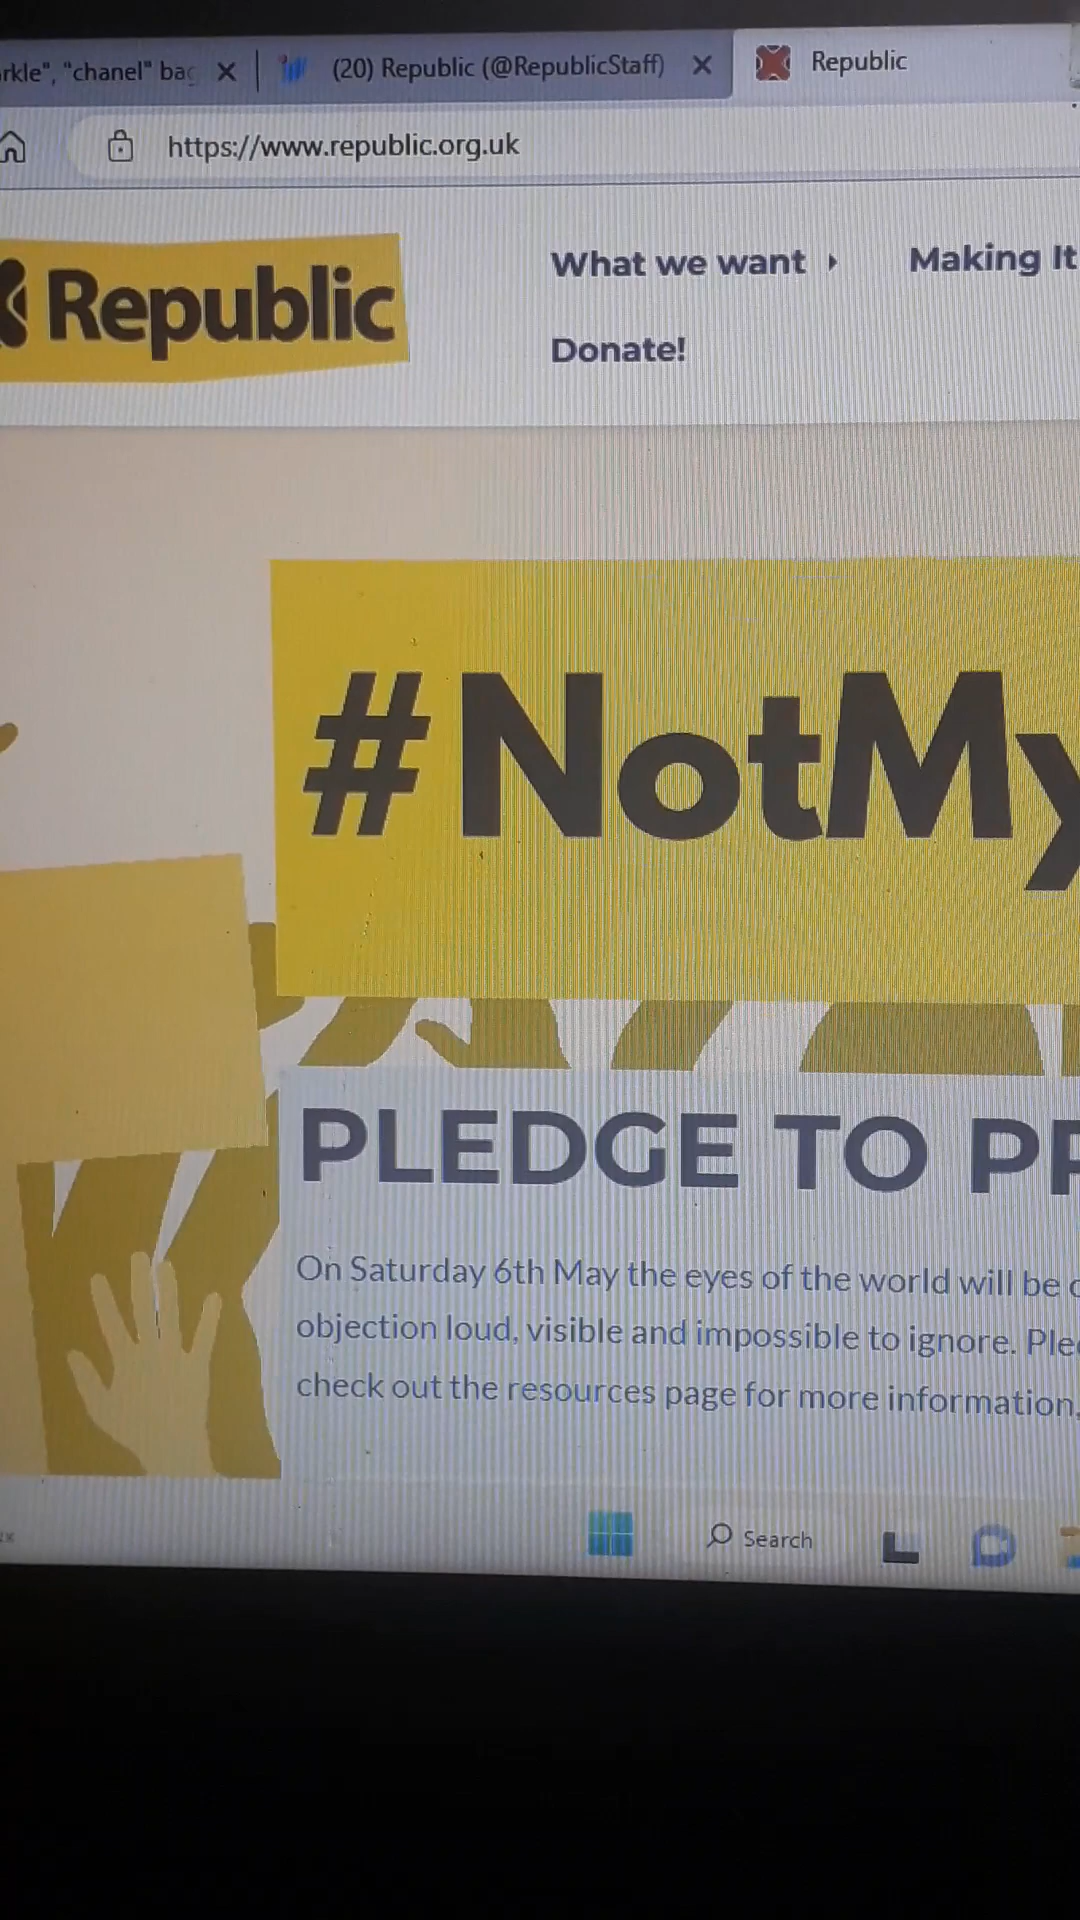 rkle", "chanel" bag
(20) Republic (@RepublicStaff)
Republic
https://www.republic.org.uk
Republic
What we want
Making It
Donate!
#NotMy
PLEDGE TO PR
On Saturday 6th May the eyes of the world will be
objection loud, visible and impossible to ignore. Ple
check out the resources page for more information,
Search